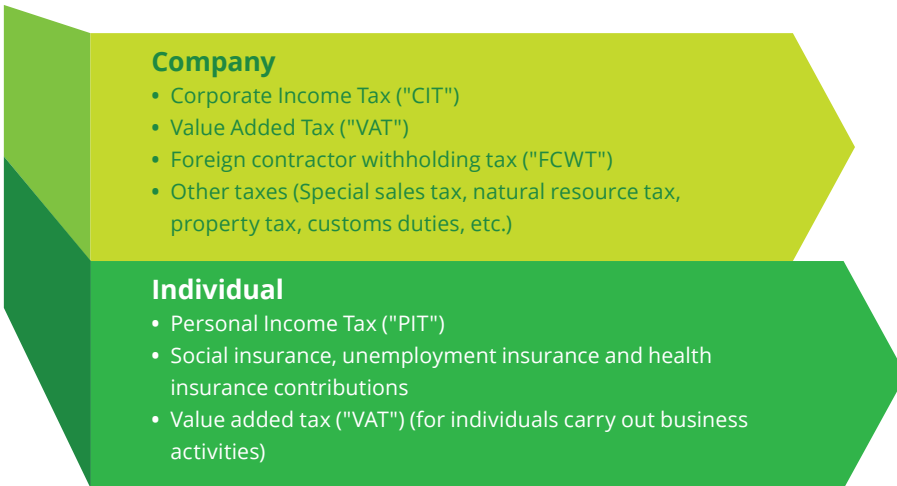 Company
• Corporate Income Tax ("CIT")
• Value Added Tax ("VAT")
• Foreign contractor withholding tax ("FCWT")
• Other taxes (Special sales tax, natural resource tax,
property tax, customs duties, etc.)
Individual
• Personal Income Tax ("PIT")
• Social insurance, unemployment insurance and health
insurance contributions
• Value added tax ("VAT") (for individuals carry out business
activities)